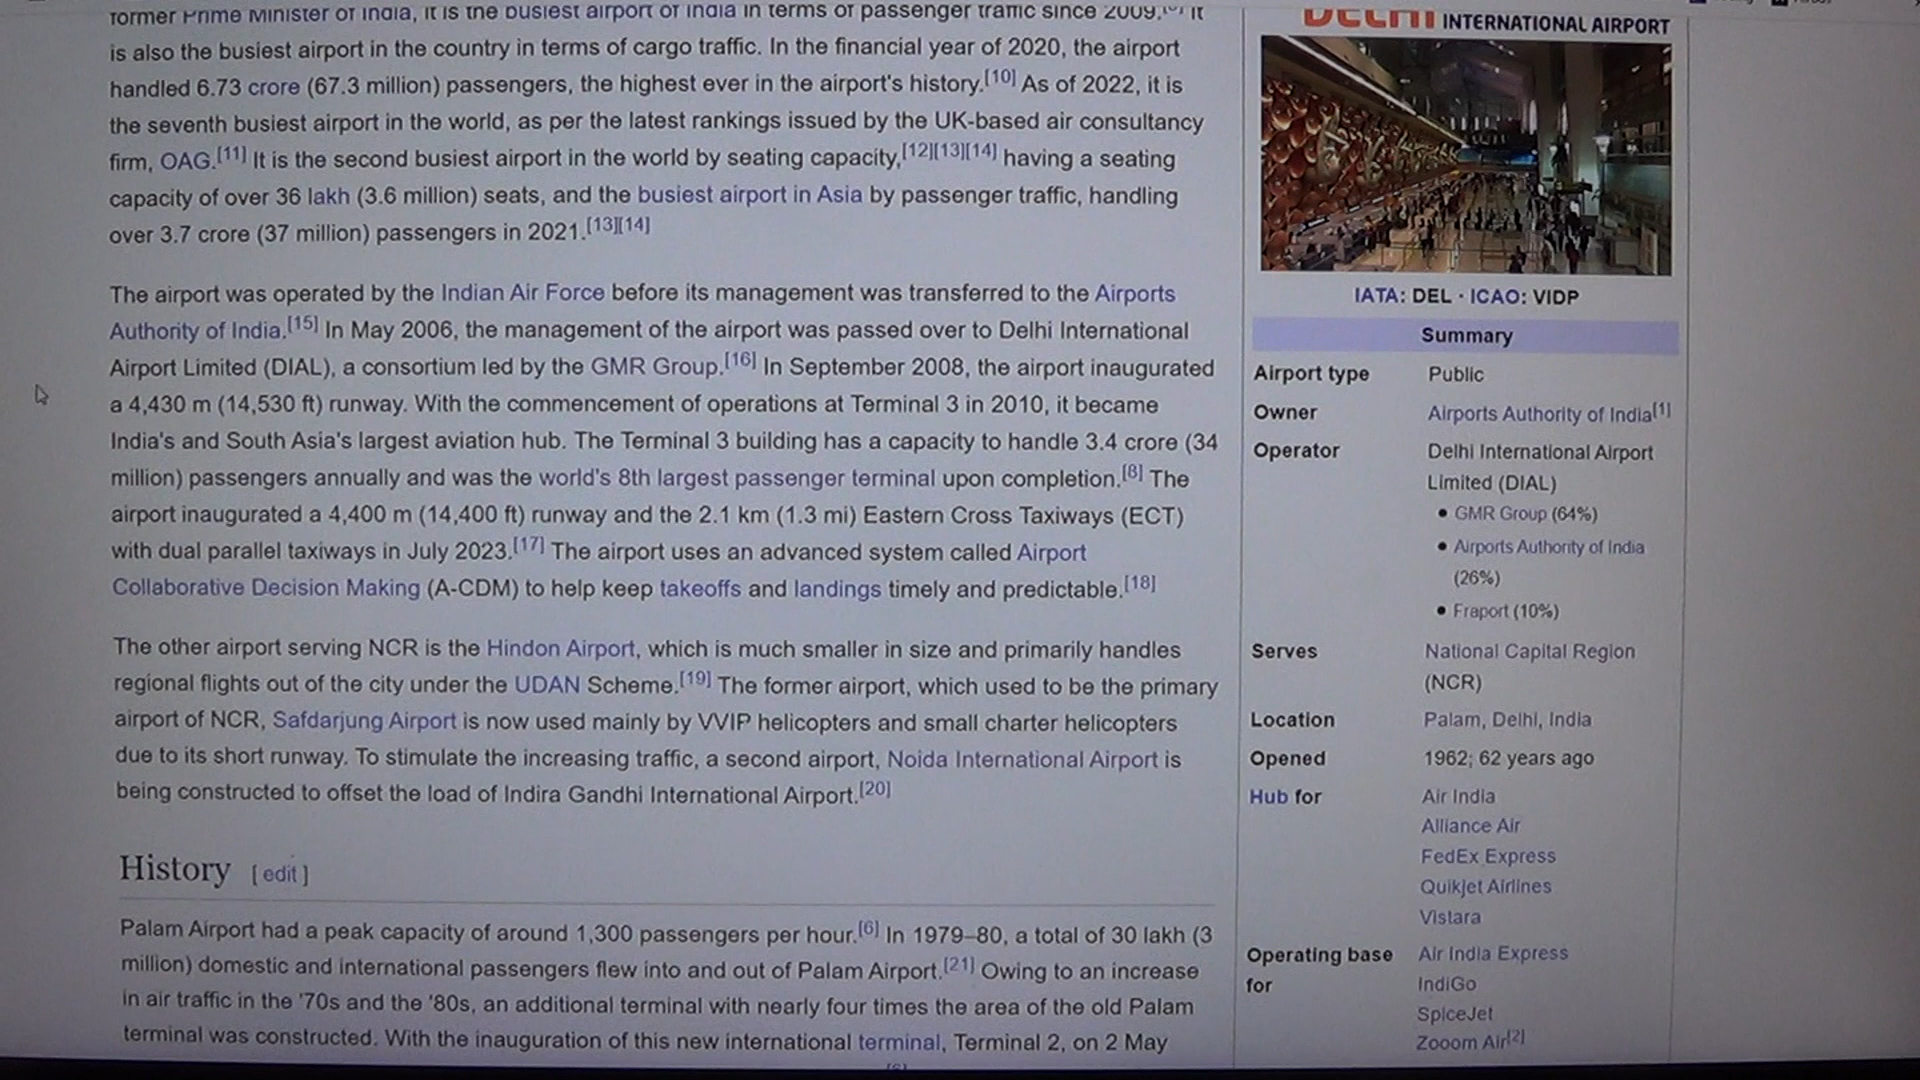 former Prime Minister of India, it is the busiest airport of India in terms of passenger traffic since 2009. It
is also the busiest airport in the country in terms of cargo traffic. In the financial year of 2020, the airport
handled 6.73 crore (67.3 million) passengers, the highest ever in the airport's history.[10] As of 2022, it is
the seventh busiest airport in the world, as per the latest rankings issued by the UK-based air consultancy
firm, OAG.[11] It is the second busiest airport in the world by seating capacity,[12][13][14] having a seating
capacity of over 36 lakh (3.6 million) seats, and the busiest airport in Asia by passenger traffic, handling
over 3.7 crore (37 million) passengers in 2021.[13][14]
The airport was operated by the Indian Air Force before its management was transferred to the Airports
Authority of India.[15] In May 2006, the management of the airport was passed over to Delhi International
Airport Limited (DIAL), a consortium led by the GMR Group.[16] In September 2008, the airport inaugurated
a 4,430 m (14,530 ft) runway. With the commencement of operations at Terminal 3 in 2010, it became
India's and South Asia's largest aviation hub. The Terminal 3 building has a capacity to handle 3.4 crore (34
million) passengers annually and was the world's 8th largest passenger terminal upon completion.[8] The
airport inaugurated a 4,400 m (14,400 ft) runway and the 2.1 km (1.3 mi) Eastern Cross Taxiways (ECT)
with dual parallel taxiways in July 2023.[17] The airport uses an advanced system called Airport
Collaborative Decision Making (A-CDM) to help keep takeoffs and landings timely and predictable.[18]
The other airport serving NCR is the Hindon Airport, which is much smaller in size and primarily handles
regional flights out of the city under the UDAN Scheme.[19] The former airport, which used to be the primary
airport of NCR, Safdarjung Airport is now used mainly by VVIP helicopters and small charter helicopters
due to its short runway. To stimulate the increasing traffic, a second airport, Noida International Airport is
being constructed to offset the load of Indira Gandhi International Airport.[20]
History [ edit ]
Palam Airport had a peak capacity of around 1,300 passengers per hour.[6] In 1979–80, a total of 30 lakh (3
million) domestic and international passengers flew into and out of Palam Airport.[21] Owing to an increase
in air traffic in the '70s and the '80s, an additional terminal with nearly four times the area of the old Palam
terminal was constructed. With the inauguration of this new international terminal, Terminal 2, on 2 May
DELHI INTERNATIONAL AIRPORT
IATA: DEL · ICAO: VIDP
Summary
Airport type Public
Owner Airports Authority of India[1]
Operator Delhi International Airport
Limited (DIAL)
• GMR Group (64%)
• Airports Authority of India
(26%)
• Fraport (10%)
Serves National Capital Region
(NCR)
Location Palam, Delhi, India
Opened 1962; 62 years ago
Hub for Air India
Alliance Air
FedEx Express
Quikjet Airlines
Vistara
Operating base Air India Express
for IndiGo
SpiceJet
Zooom Air[2]